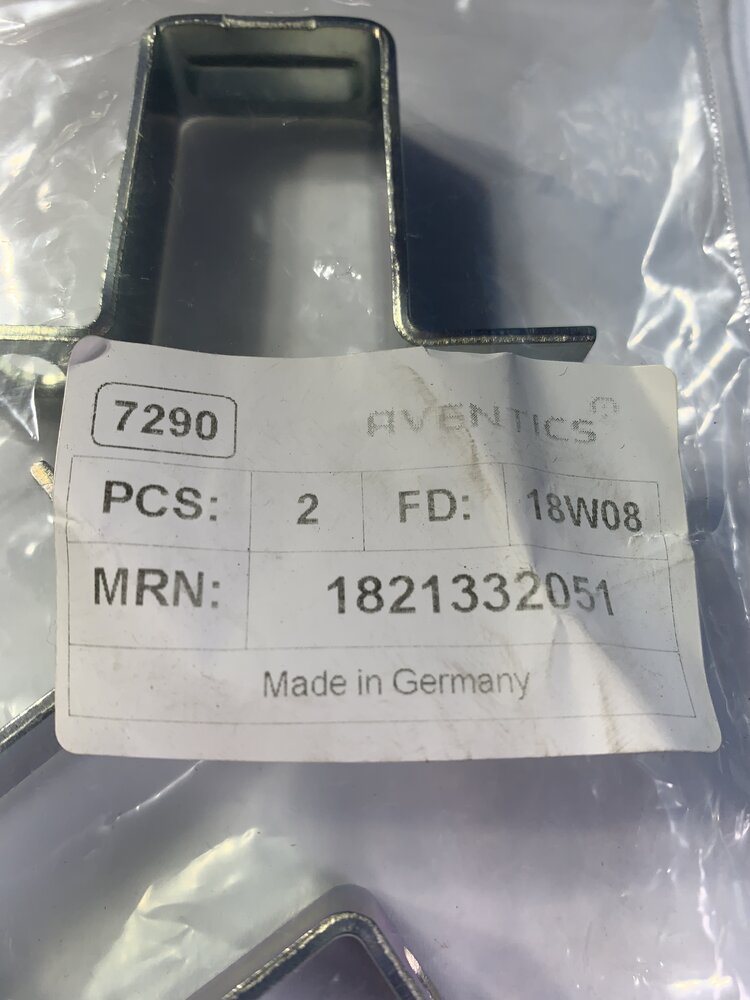 7290 AVENTICS®
PCS: 2 FD: 18W08
MRN: 1821332051
Made in Germany